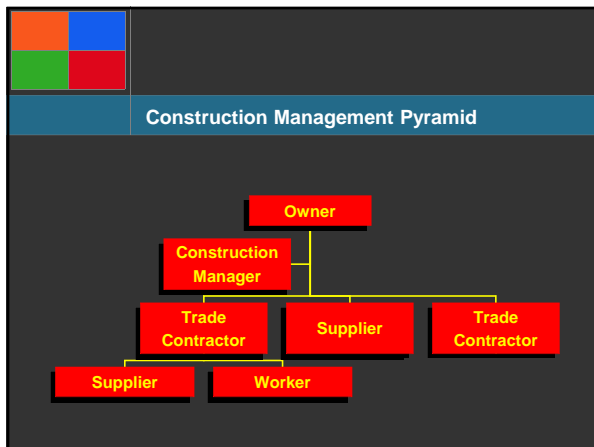 Construction Management Pyramid
Owner
Construction
Manager
Trade
Contractor
Supplier
Trade
Contractor
Supplier
Worker